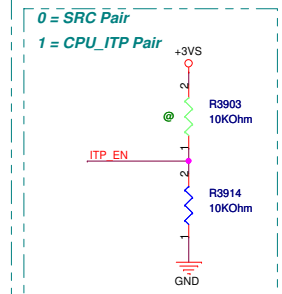 0 = SRC Pair
1 = CPU_ITP Pair
+3VS
2
R3903
10KOhm
@
1
ITP_EN
2
R3914
10KOhm
1
GND